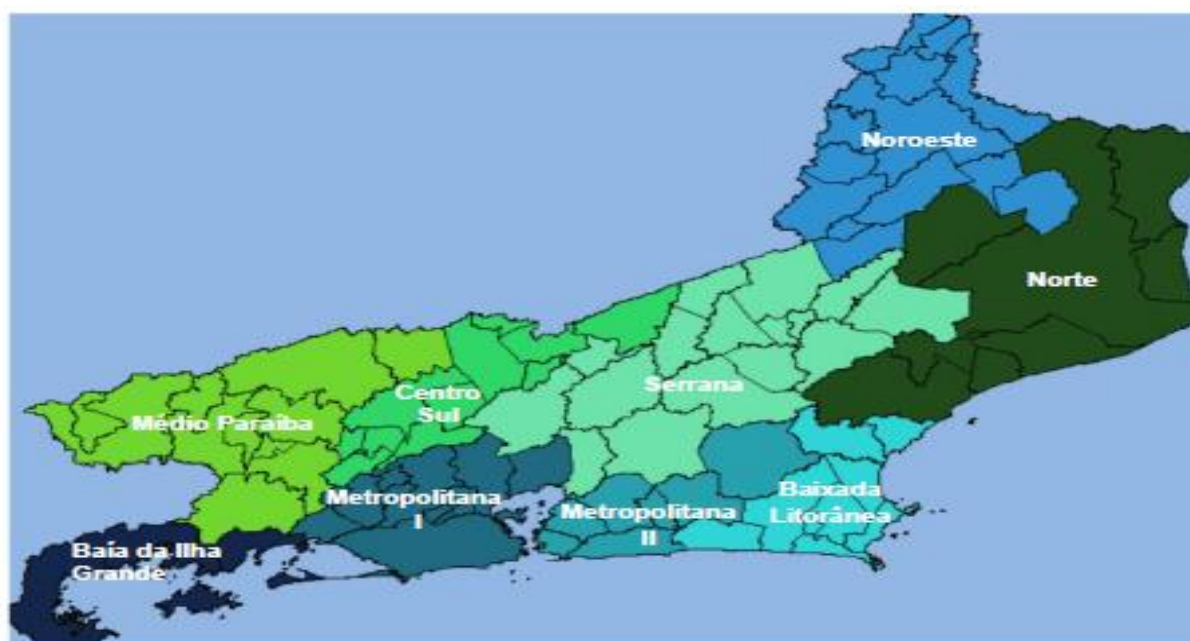 Noroeste
Norte
Serrana
Centro
Sul
Médio Paraíba
Baixada
Litorânea
Metropolitana
I
Metropolitana
II
Baía da Ilha
Grande